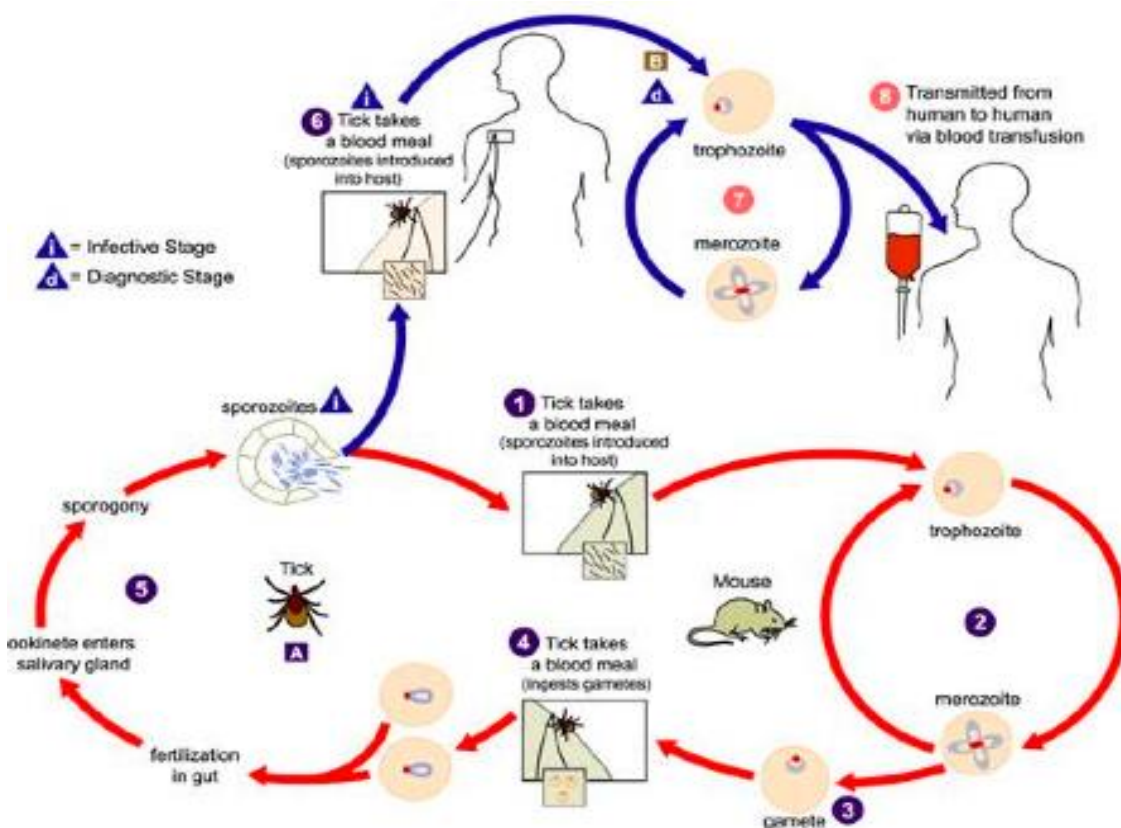 i
6 Tick takes
a blood meal
(sporozoites introduced
into host)
B
d
trophozoite
8 Transmitted from
human to human
via blood transfusion
7
merozoite
i = Infective Stage
d = Diagnostic Stage
sporozoites i
1 Tick takes
a blood meal
(sporozoites introduced
into host)
sporogony
trophozoite
5
Tick
A
Mouse
2
ookinete enters
salivary gland
4 Tick takes
a blood meal
(ingests gametes)
merozoite
fertilization
in gut
gamete
3